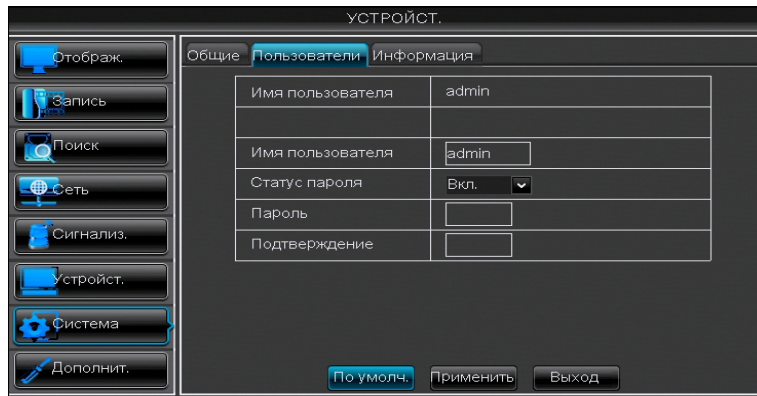 УСТРОЙСТ.
Отображ.
Запись
Поиск
Сеть
Сигнализ.
Устройст.
Система
Дополнит.
Общие Пользователи Информация
Имя пользователя admin
Имя пользователя admin
Статус пароля Вкл.
Пароль
Подтверждение
По умолч. Применить Выход